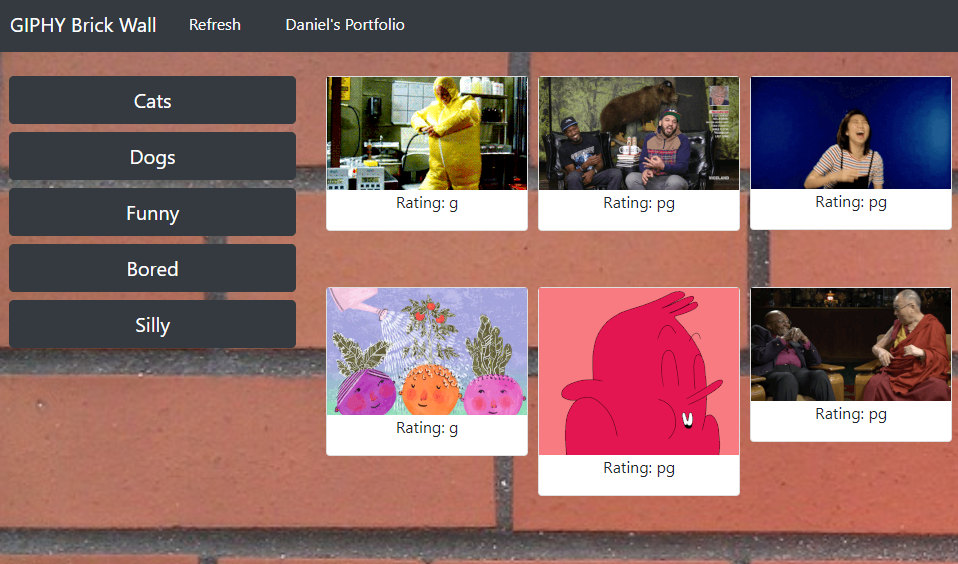 GIPHY Brick Wall Refresh Daniel's Portfolio
Cats
Dogs
Funny
Bored
Silly
Rating: g
Rating: pg
Rating: pg
Rating: g
Rating: pg
Rating: pg
VICELAND